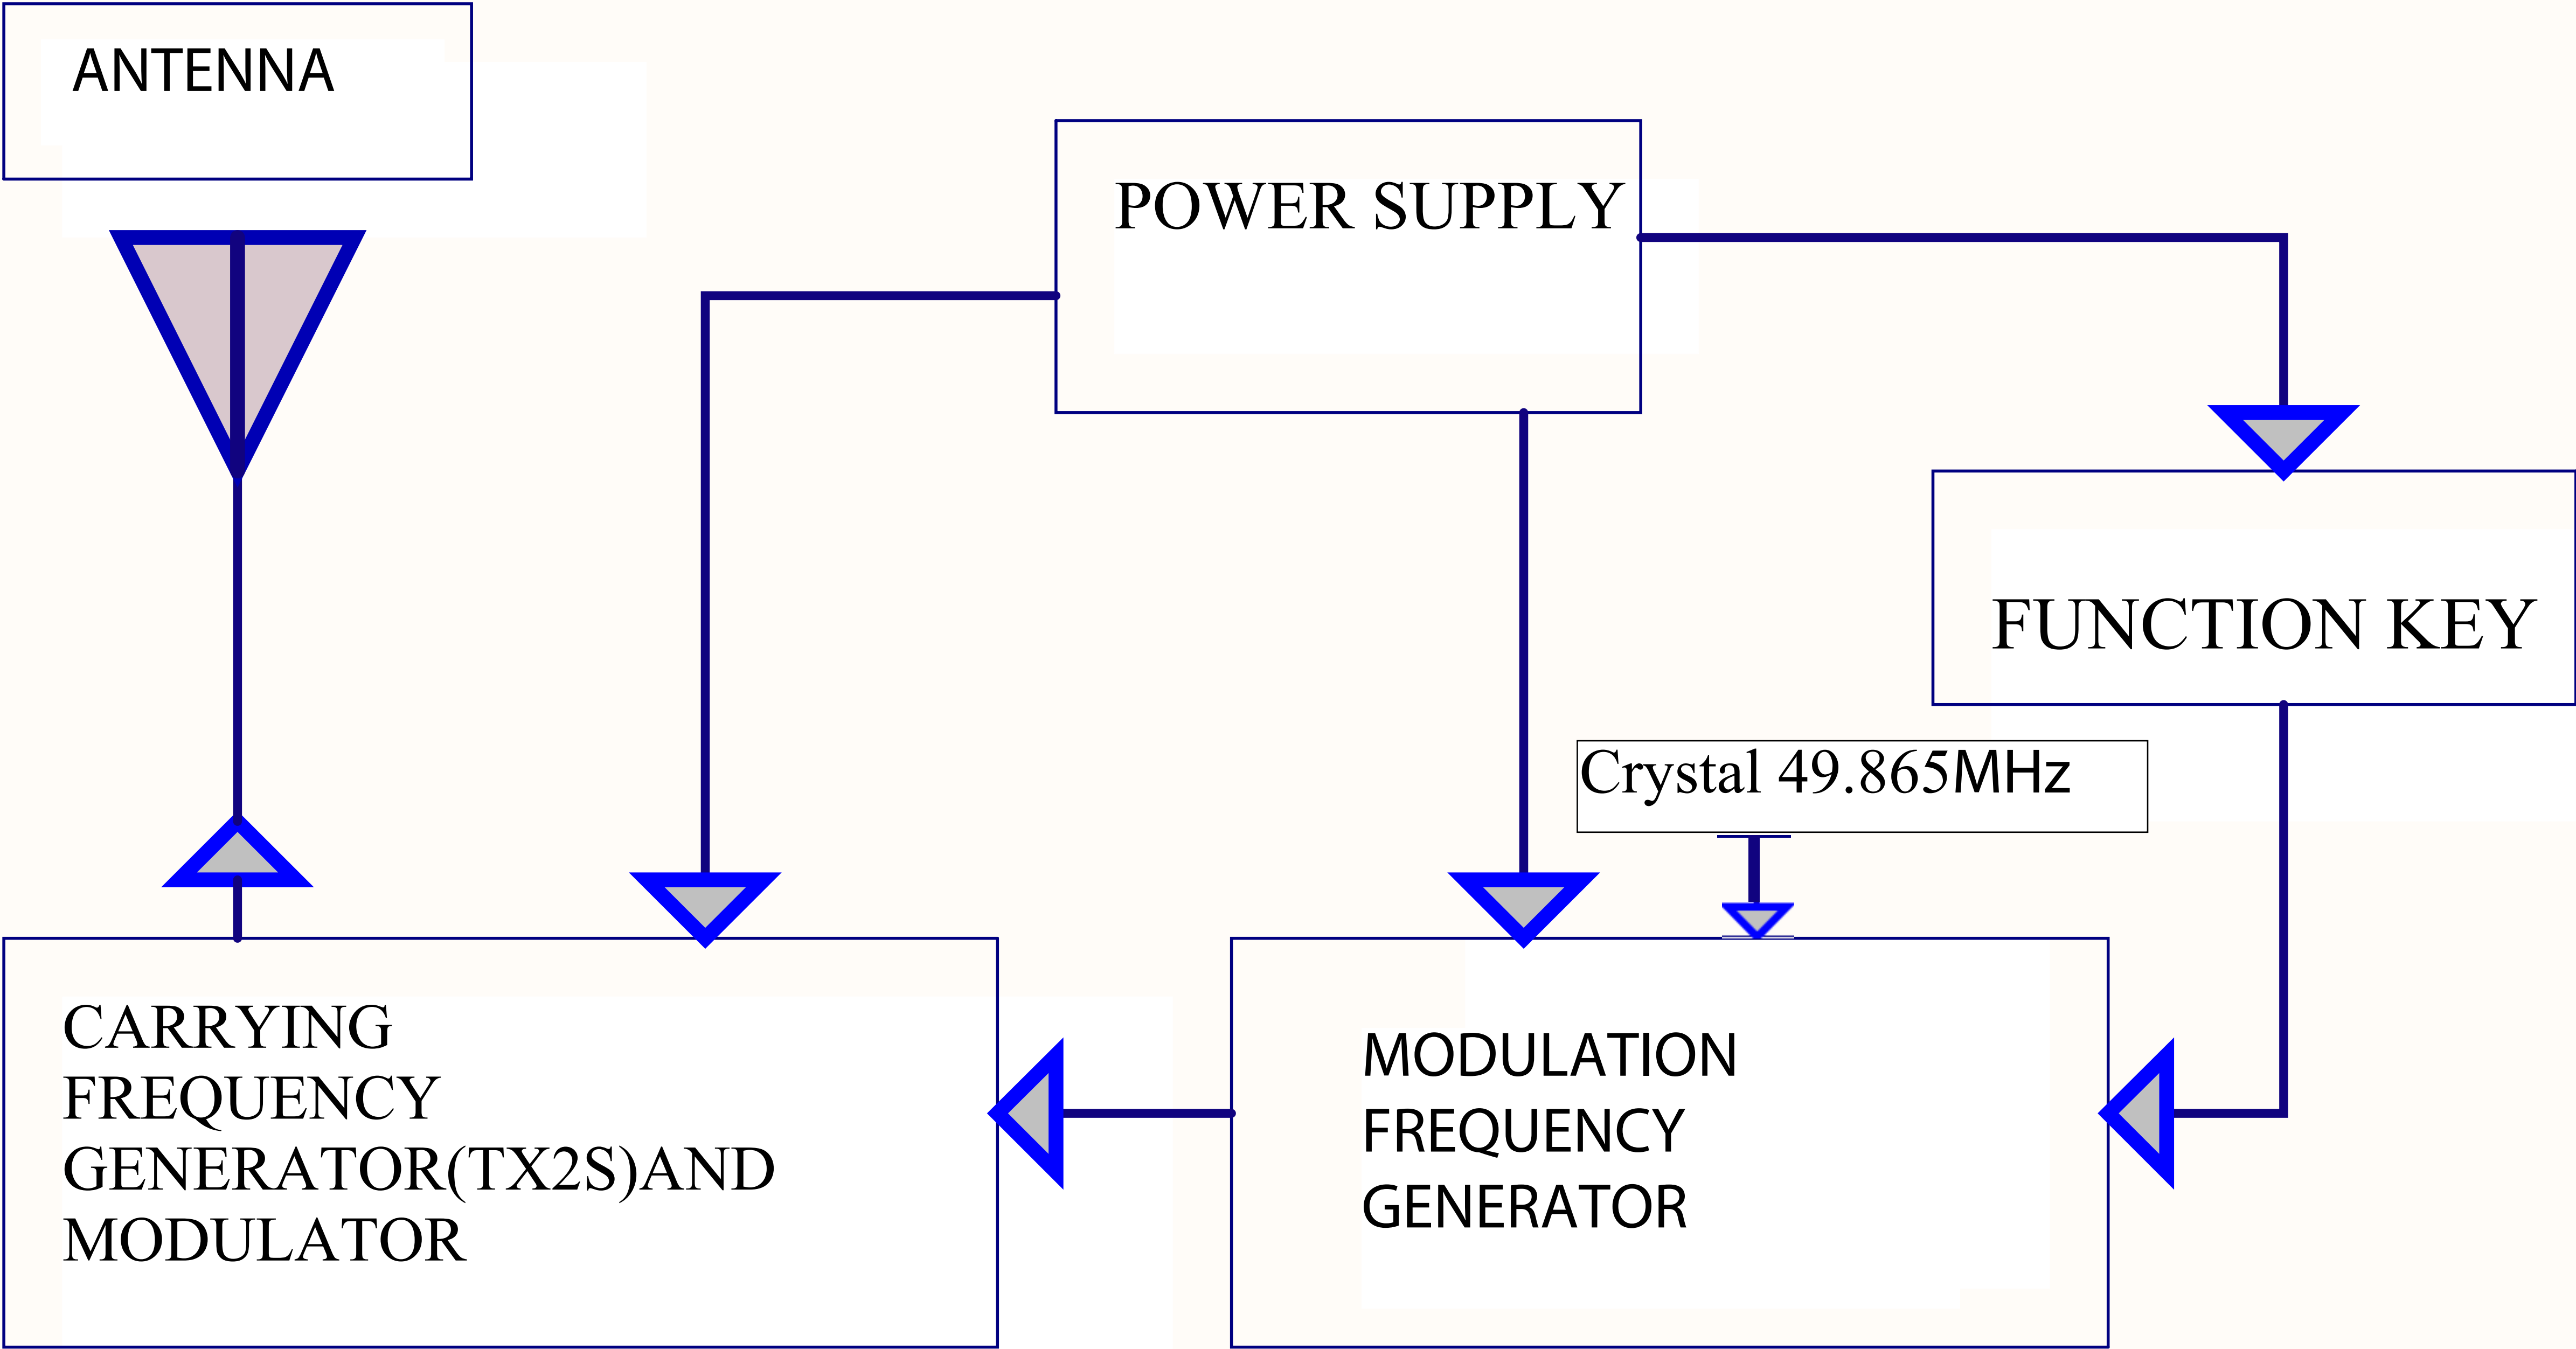 ANTENNA
POWER SUPPLY
FUNCTION KEY
Crystal 49.865MHz
CARRYING
FREQUENCY
GENERATOR(TX2S)AND
MODULATOR
MODULATION
FREQUENCY
GENERATOR